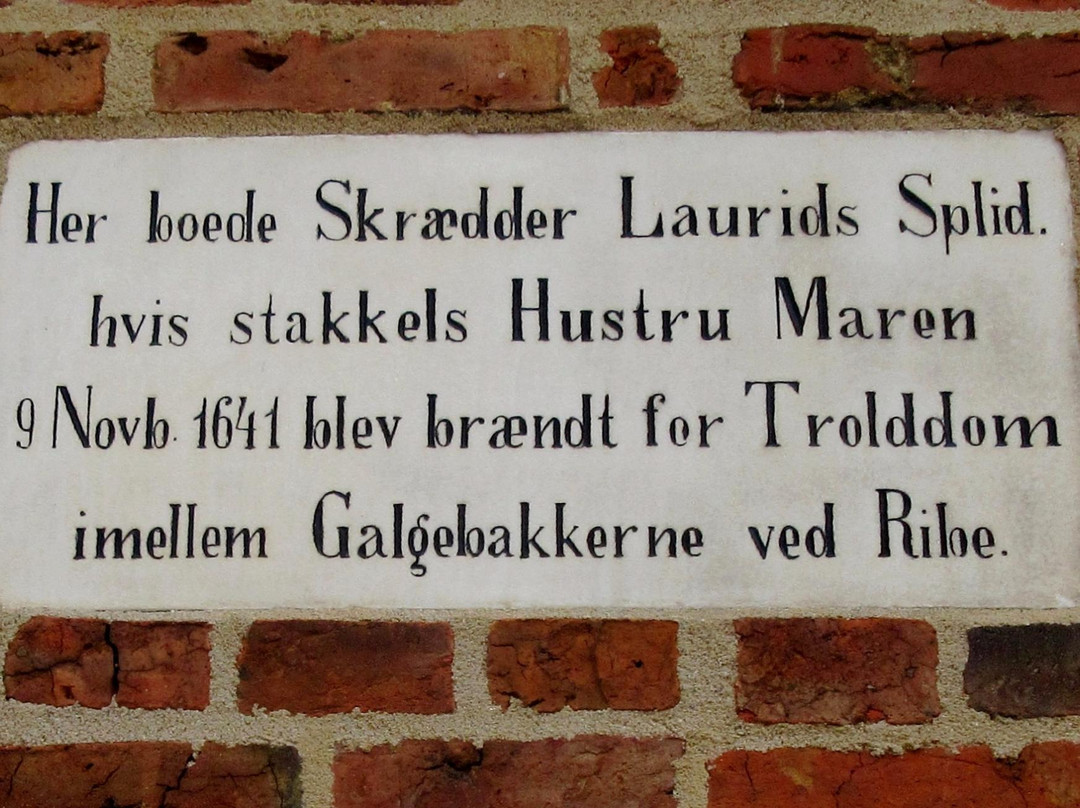 Her boede Skrædder Laurids Splid.
hvis stakkels Hustru Maren
9 Novb. 1641 blev brændt for Trolddom
imellem Galgebakkerne ved Ribe.